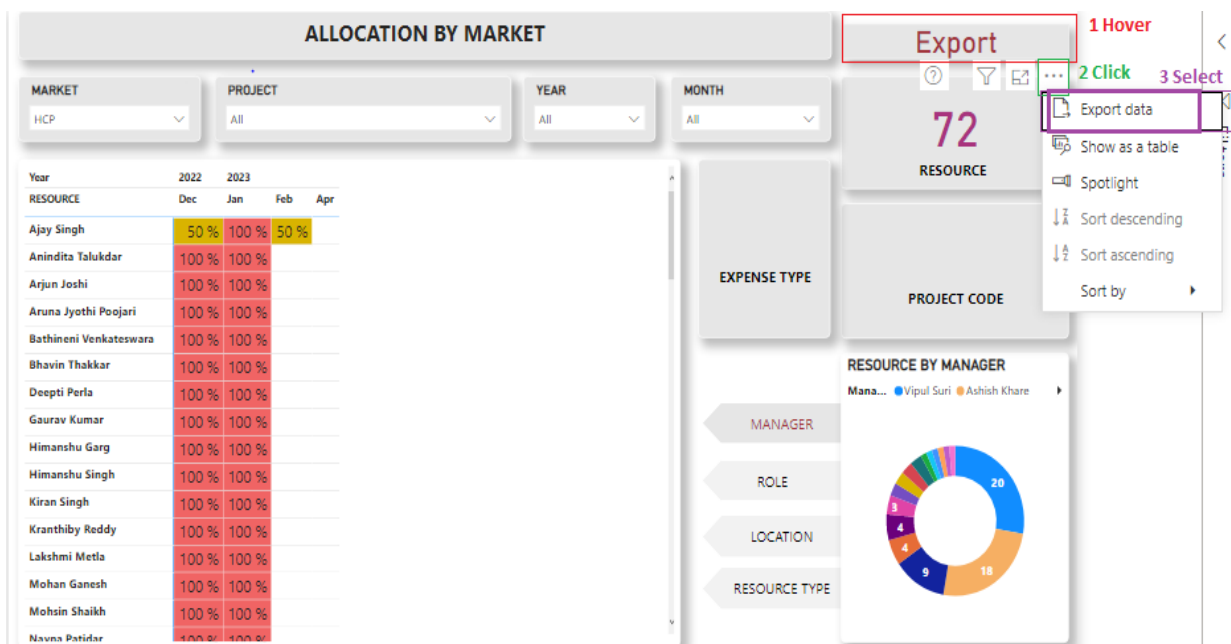 ALLOCATION BY MARKET
Export
1 Hover
2 Click
3 Select
MARKET
HCP
PROJECT
All
YEAR
All
MONTH
All
72
RESOURCE
Export data
Show as a table
Spotlight
Sort descending
Sort ascending
Sort by
Year 2022 2023
RESOURCE Dec Jan Feb Apr
Ajay Singh 50 % 100 % 50 %
Anindita Talukdar 100 % 100 %
Arjun Joshi 100 % 100 %
Aruna Jyothi Poojari 100 % 100 %
Bathineni Venkateswara 100 % 100 %
Bhavin Thakkar 100 % 100 %
Deepti Perla 100 % 100 %
Gaurav Kumar 100 % 100 %
Himanshu Garg 100 % 100 %
Himanshu Singh 100 % 100 %
Kiran Singh 100 % 100 %
Kranthiby Reddy 100 % 100 %
Lakshmi Metla 100 % 100 %
Mohan Ganesh 100 % 100 %
Mohsin Shaikh 100 % 100 %
Nayna Patidar 100 % 100 %
EXPENSE TYPE
PROJECT CODE
MANAGER
ROLE
LOCATION
RESOURCE TYPE
RESOURCE BY MANAGER
Mana... Vipul Suri Ashish Khare
20
18
9
4
4
3